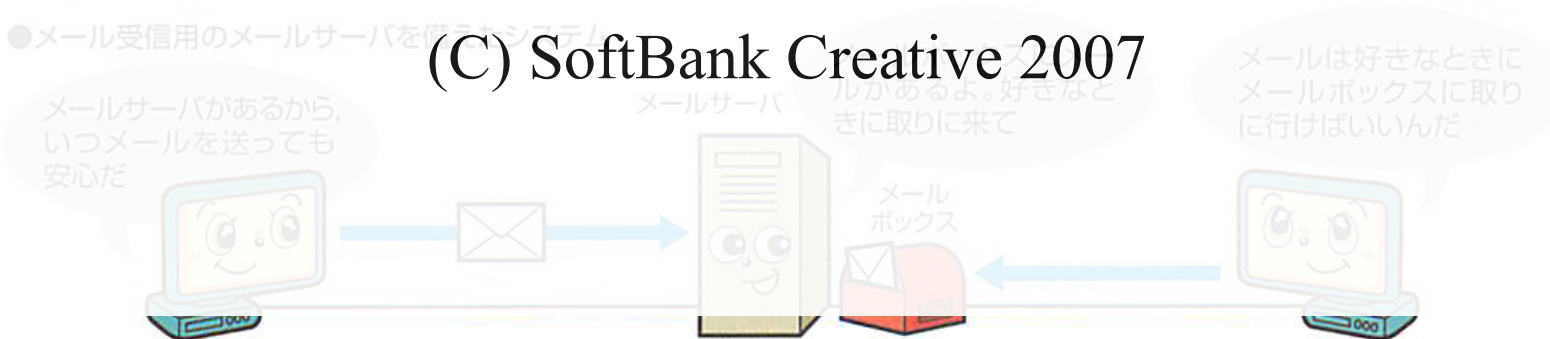 ●メール受信用のメールサーバを備えたシステム
(C) SoftBank Creative 2007
メールサーバがあるから,
いつメールを送っても
安心だ
メールサーバ
ルがあるよ。好きなと
きに取りに来て
メールは好きなときに
メールボックスに取り
に行けばいいんだ
メール
ボックス